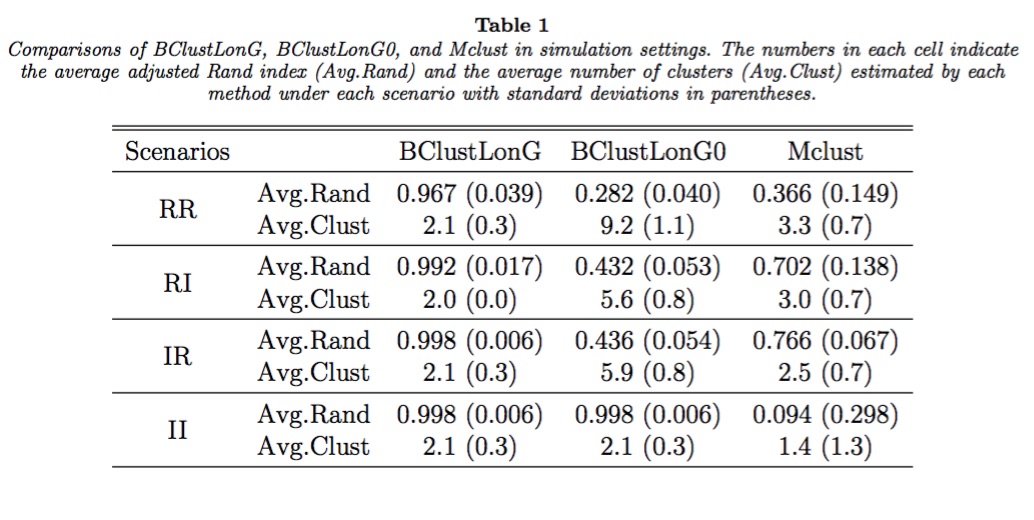 Table 1
Comparisons of BClustLonG, BClustLonG0, and Mclust in simulation settings. The numbers in each cell indicate
the average adjusted Rand index (Avg.Rand) and the average number of clusters (Avg.Clust) estimated by each
method under each scenario with standard deviations in parentheses.
Scenarios BClustLonG BClustLonG0 Mclust
RR Avg.Rand 0.967 (0.039) 0.282 (0.040) 0.366 (0.149)
Avg.Clust 2.1 (0.3) 9.2 (1.1) 3.3 (0.7)
RI Avg.Rand 0.992 (0.017) 0.432 (0.053) 0.702 (0.138)
Avg.Clust 2.0 (0.0) 5.6 (0.8) 3.0 (0.7)
IR Avg.Rand 0.998 (0.006) 0.436 (0.054) 0.766 (0.067)
Avg.Clust 2.1 (0.3) 5.9 (0.8) 2.5 (0.7)
II Avg.Rand 0.998 (0.006) 0.998 (0.006) 0.094 (0.298)
Avg.Clust 2.1 (0.3) 2.1 (0.3) 1.4 (1.3)